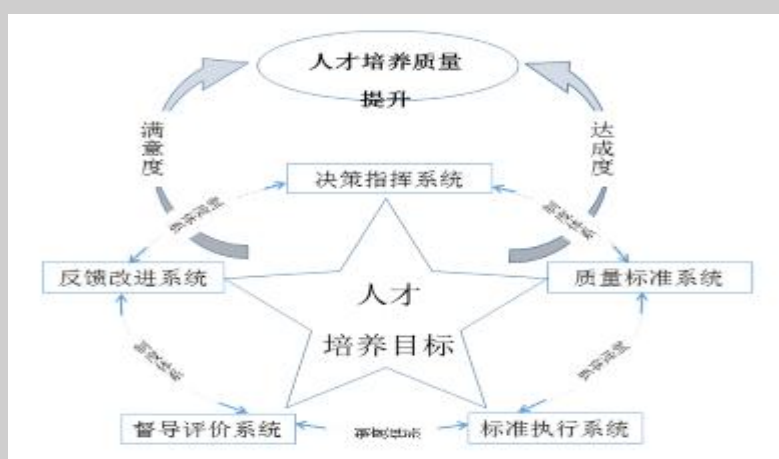 人才培养质量
提升
满意度
达成度
决策指挥系统
反馈改进系统
质量标准系统
人才
培养目标
督导评价系统
标准执行系统